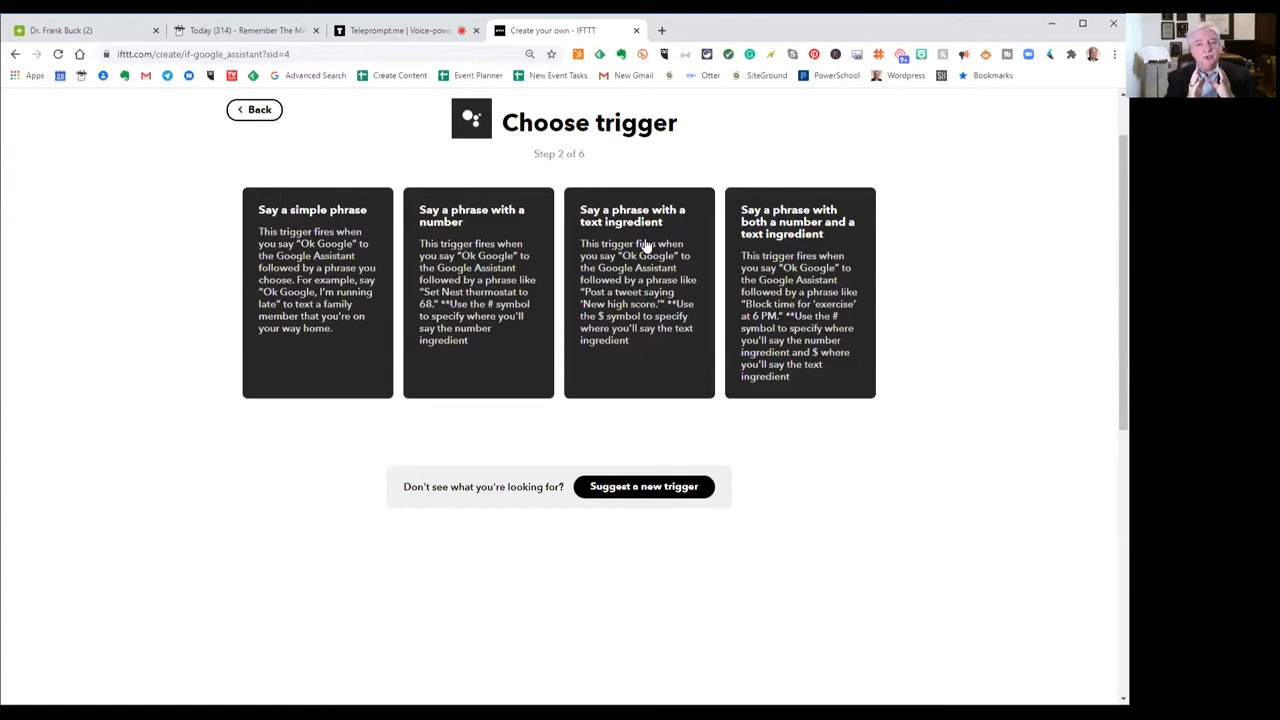 Dr. Frank Buck (2)
Today (314) - Remember The Mi
Teleprompt.me | Voice-powe
Create your own - IFTTT
ifttt.com/create/if-google_assistant?sid=4
Apps
Advanced Search
Create Content
Event Planner
New Event Tasks
New Gmail
Otter
SiteGround
PowerSchool
Wordpress
Bookmarks
Back
Choose trigger
Step 2 of 6
Say a simple phrase
This trigger fires when
you say “Ok Google” to
the Google Assistant
followed by a phrase you
choose. For example, say
“Ok Google, I’m running
late” to text a family
member that you’re on
your way home.
Say a phrase with a
number
This trigger fires when
you say “Ok Google” to
the Google Assistant
followed by a phrase like
“Set Nest thermostat to
68.” **Use the # symbol
to specify where you'll
say the number
ingredient
Say a phrase with a
text ingredient
This trigger fires when
you say “Ok Google” to
the Google Assistant
followed by a phrase like
“Post a tweet saying
‘New high score.’” **Use
the $ symbol to specify
where you'll say the text
ingredient
Say a phrase with
both a number and a
text ingredient
This trigger fires when
you say “Ok Google” to
the Google Assistant
followed by a phrase like
“Block time for ‘exercise’
at 6 PM.” **Use the #
symbol to specify where
you'll say the number
ingredient and $ where
you'll say the text
ingredient
Don't see what you're looking for?
Suggest a new trigger